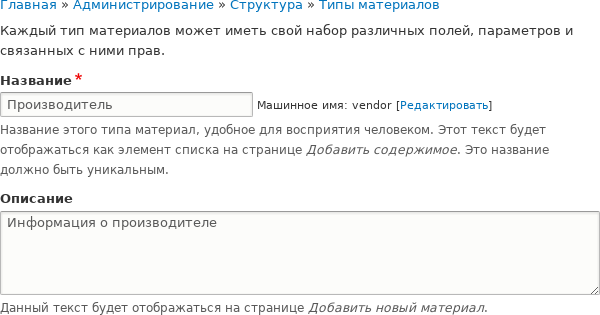 Главная » Администрирование » Структура » Типы материалов
Каждый тип материалов может иметь свой набор различных полей, параметров и
связанных с ними прав.
Название *
Производитель Машинное имя: vendor [Редактировать]
Название этого типа материал, удобное для восприятия человеком. Этот текст будет
отображаться как элемент списка на странице Добавить содержимое. Это название
должно быть уникальным.
Описание
Информация о производителе
Данный текст будет отображаться на странице Добавить новый материал.